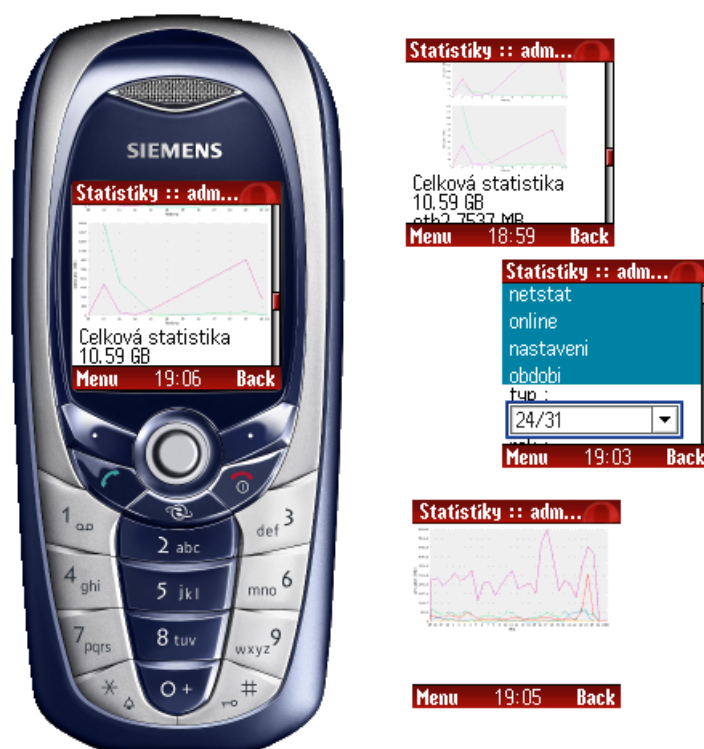 SIEMENS
Statistiky :: adm...
Celková statistika
10,59 GB
Menu 19:06 Back
1
def 3
2 abc
4 ghi
5 jkl
mno 6
7 pqrs
8 tuv
wxyz 9
*
0 +
#
Statistiky :: adm...
Celková statistika
10,59 GB
eth2 7537 MB
Menu 18:59 Back
Statistiky :: adm...
netstat
online
nastaveni
obdobi
typ :
24/31
Menu 19:03 Back
Statistiky :: adm...
Menu 19:05 Back